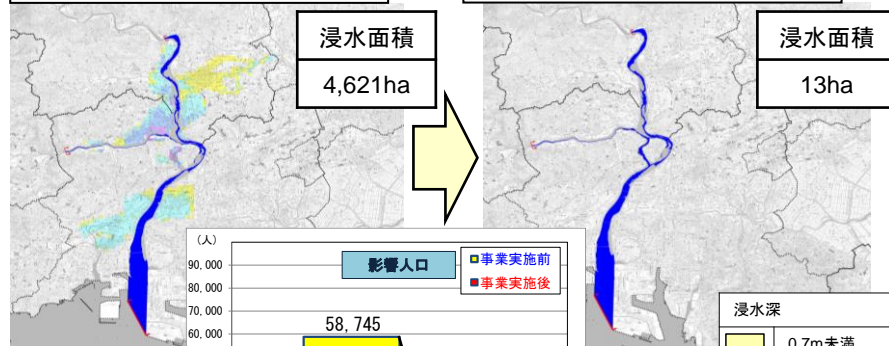 浸水面積
4,621ha
浸水面積
13ha
(人)
90,000
80,000
70,000
60,000
影響人口
事業実施前
事業実施後
58,745
浸水深
0.7m未満